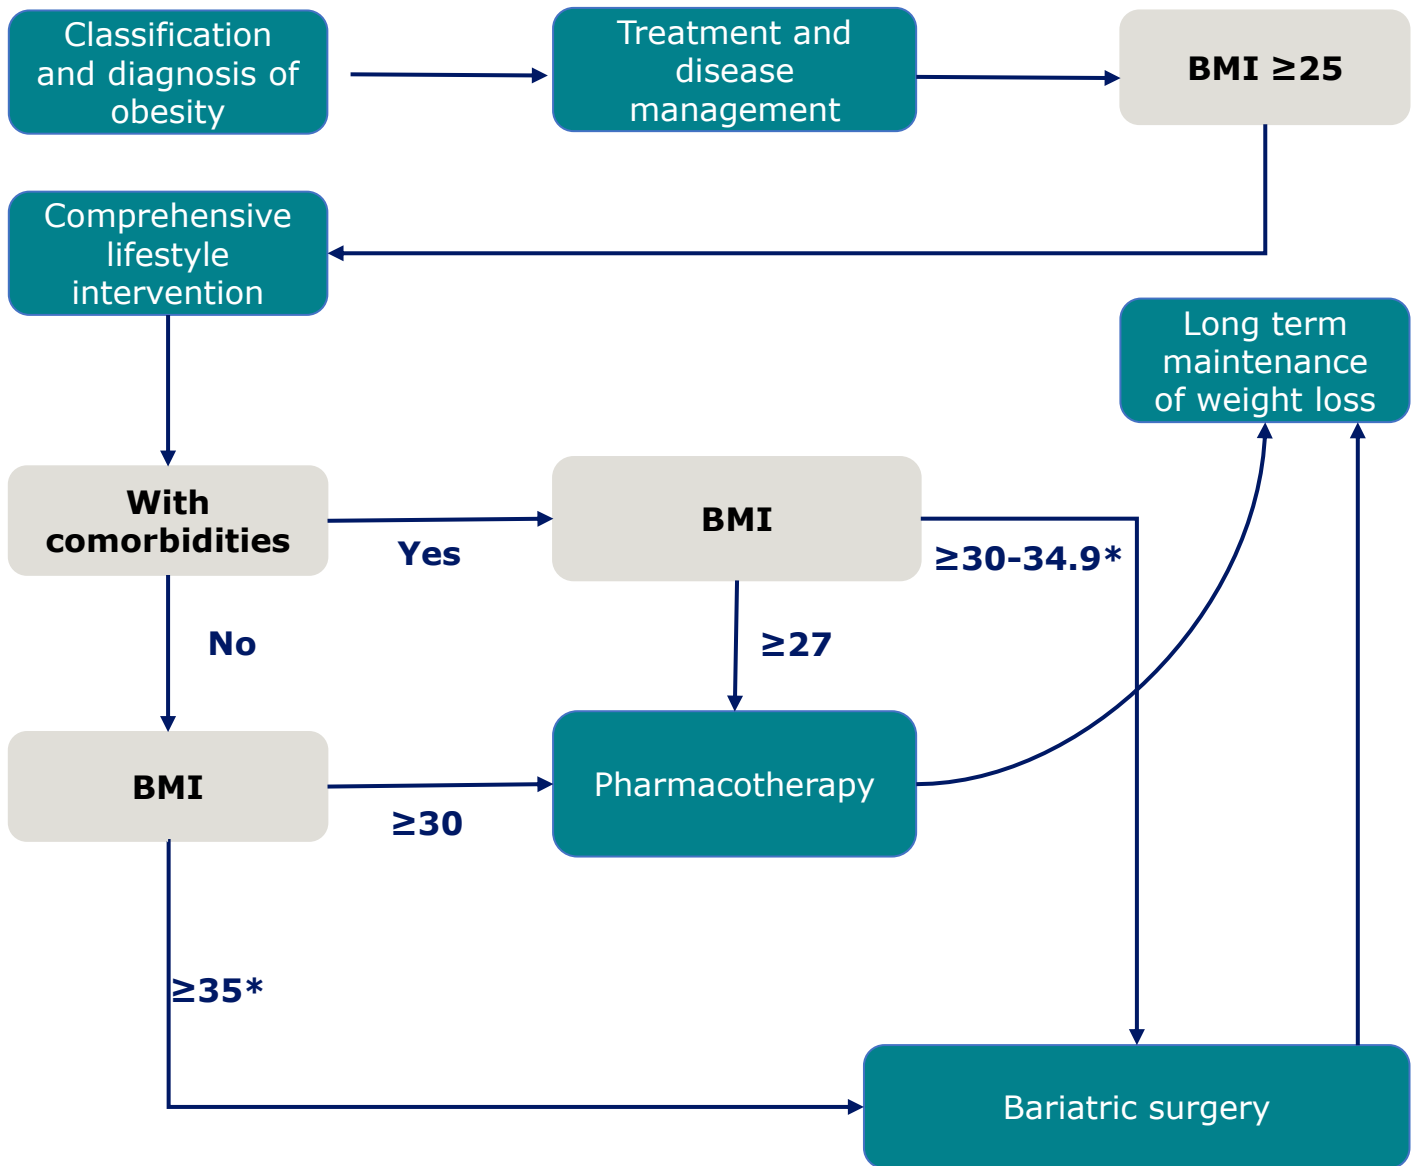 Classification
and diagnosis of
obesity
Treatment and
disease
management
BMI ≥25
Comprehensive
lifestyle
intervention
Long term
maintenance
of weight loss
With
comorbidities
Yes
BMI
≥30-34.9*
No
≥27
BMI
≥30
Pharmacotherapy
≥35*
Bariatric surgery